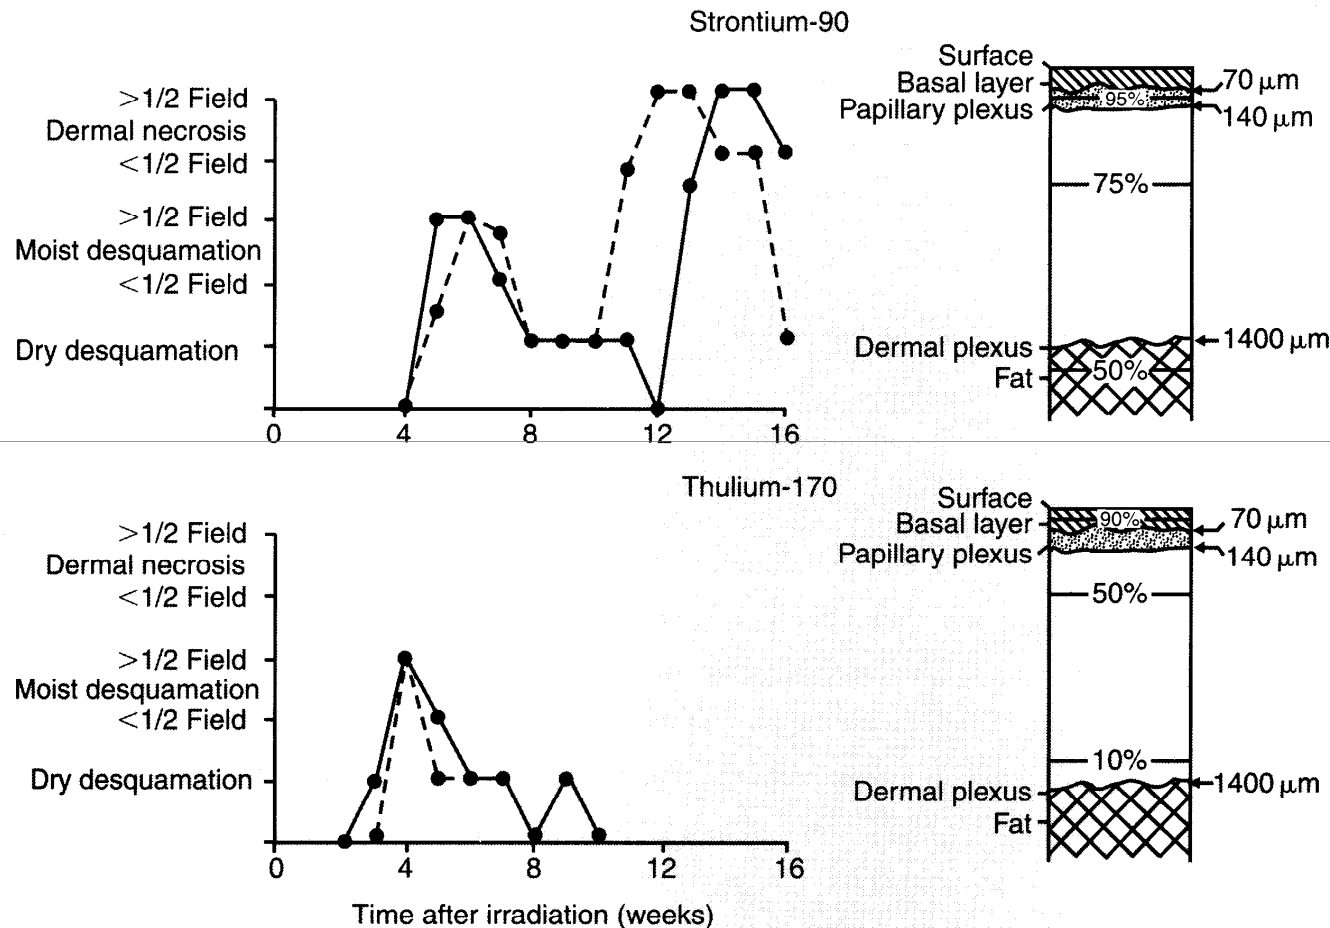 Strontium-90
>1/2 Field
Dermal necrosis
<1/2 Field
>1/2 Field
Moist desquamation
<1/2 Field
Dry desquamation
0 4 8 12 16
Surface
Basal layer
Papillary plexus
95%
70 µm
140 µm
75%
Dermal plexus
1400 µm
Fat
50%
Thulium-170
>1/2 Field
Dermal necrosis
<1/2 Field
>1/2 Field
Moist desquamation
<1/2 Field
Dry desquamation
0 4 8 12 16
Time after irradiation (weeks)
Surface
Basal layer
Papillary plexus
90%
70 µm
140 µm
50%
10%
Dermal plexus
1400 µm
Fat